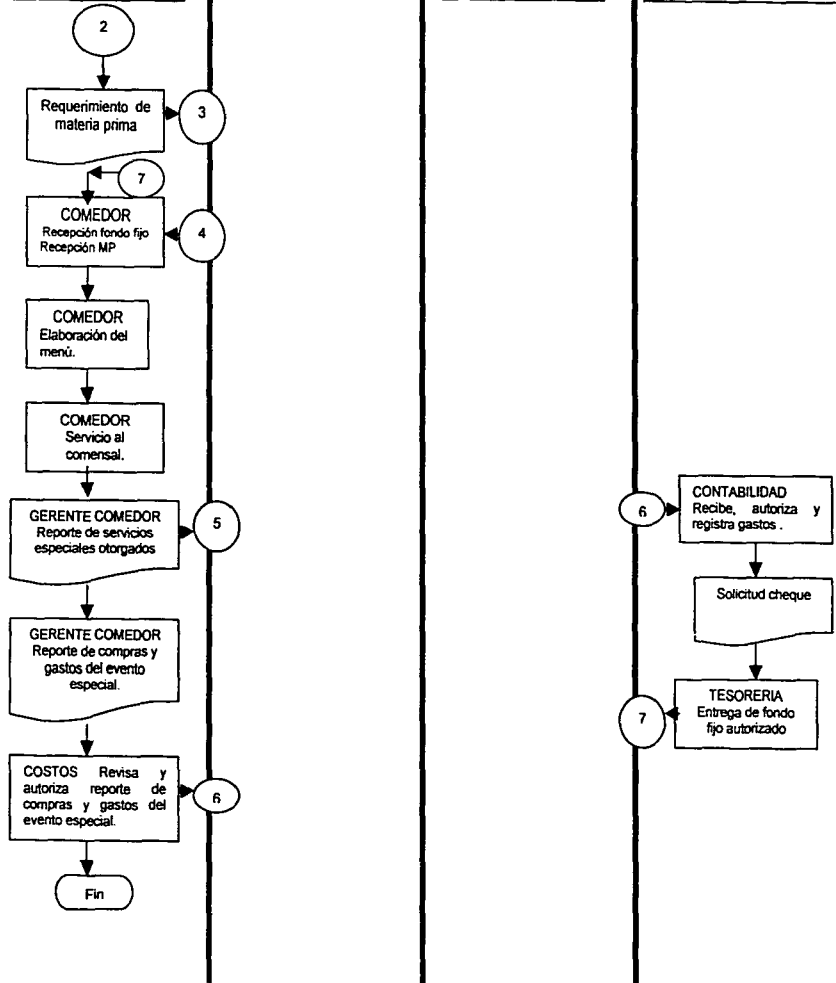 2
Requerimiento de
materia prima
3
7
COMEDOR
Recepción fondo fijo
Recepción MP
4
COMEDOR
Elaboración del
menú.
COMEDOR
Servicio al
comensal.
GERENTE COMEDOR
Reporte de servicios
especiales otorgados
5
GERENTE COMEDOR
Reporte de compras y
gastos del evento
especial.
COSTOS Revisa y
autoriza reporte de
compras y gastos del
evento especial.
6
Fin
6
CONTABILIDAD
Recibe, autoriza y
registra gastos .
Solicitud cheque
TESORERIA
Entrega de fondo
fijo autorizado
7